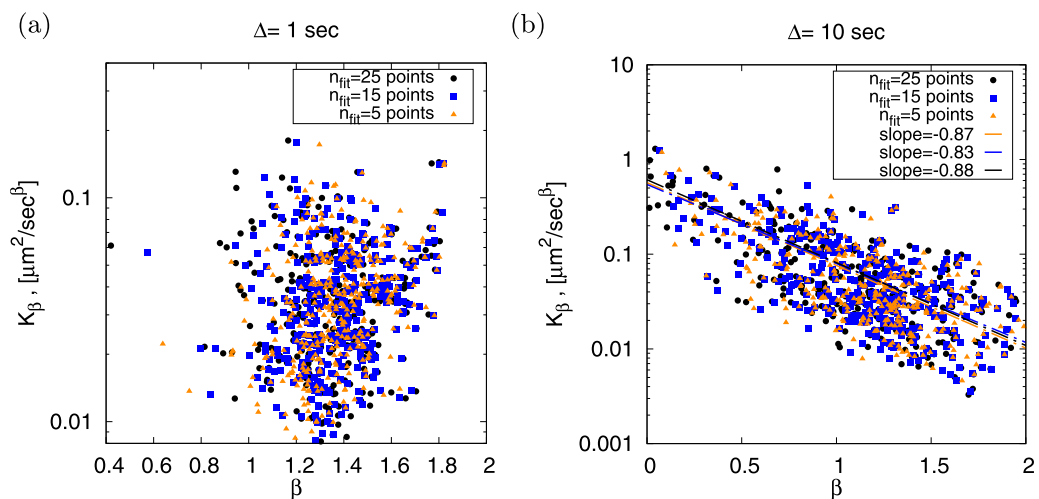 (a)
Δ= 1 sec
n_fit=25 points
n_fit=15 points
n_fit=5 points
K_β , [μm²/sec^β]
0.1
0.01
0.4 0.6 0.8 1 1.2 1.4 1.6 1.8 2
β
(b)
Δ= 10 sec
n_fit=25 points
n_fit=15 points
n_fit=5 points
slope=-0.87
slope=-0.83
slope=-0.88
K_β , [μm²/sec^β]
10
1
0.1
0.01
0.001
0 0.5 1 1.5 2
β